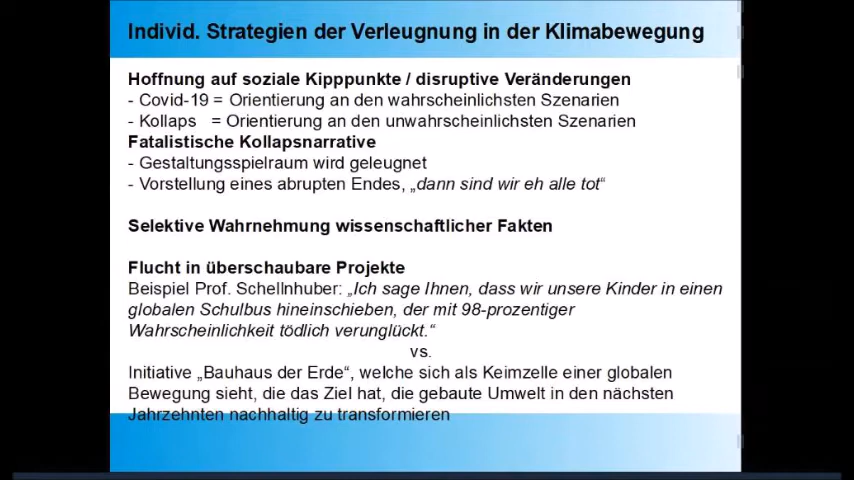 Individ. Strategien der Verleugnung in der Klimabewegung
Hoffnung auf soziale Kipppunkte / disruptive Veränderungen
- Covid-19 = Orientierung an den wahrscheinlichsten Szenarien
- Kollaps = Orientierung an den unwahrscheinlichsten Szenarien
Fatalistische Kollapsnarrative
- Gestaltungsspielraum wird geleugnet
- Vorstellung eines abrupten Endes, „dann sind wir eh alle tot“
Selektive Wahrnehmung wissenschaftlicher Fakten
Flucht in überschaubare Projekte
Beispiel Prof. Schellnhuber: „Ich sage Ihnen, dass wir unsere Kinder in einen
globalen Schulbus hineinschieben, der mit 98-prozentiger
Wahrscheinlichkeit tödlich verunglückt.“
vs.
Initiative „Bauhaus der Erde“, welche sich als Keimzelle einer globalen
Bewegung sieht, die das Ziel hat, die gebaute Umwelt in den nächsten
Jahrzehnten nachhaltig zu transformieren